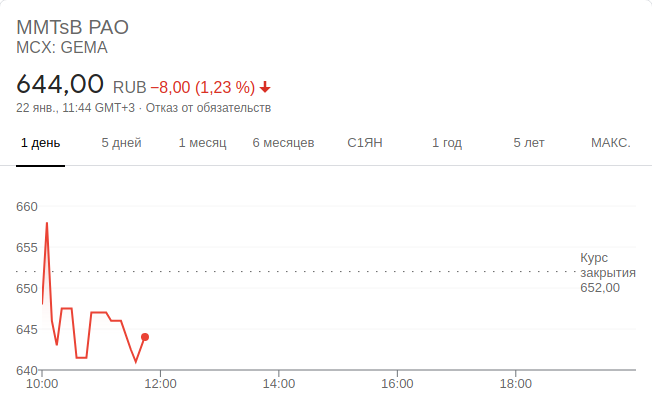 MMTsB PAO
MCX: GEMA
644,00 RUB −8,00 (1,23 %)
22 янв., 11:44 GMT+3 · Отказ от обязательств
1 день 5 дней 1 месяц 6 месяцев С1ЯН 1 год 5 лет МАКС.
660
655
Курс
закрытия
652,00
650
645
640
10:00 12:00 14:00 16:00 18:00